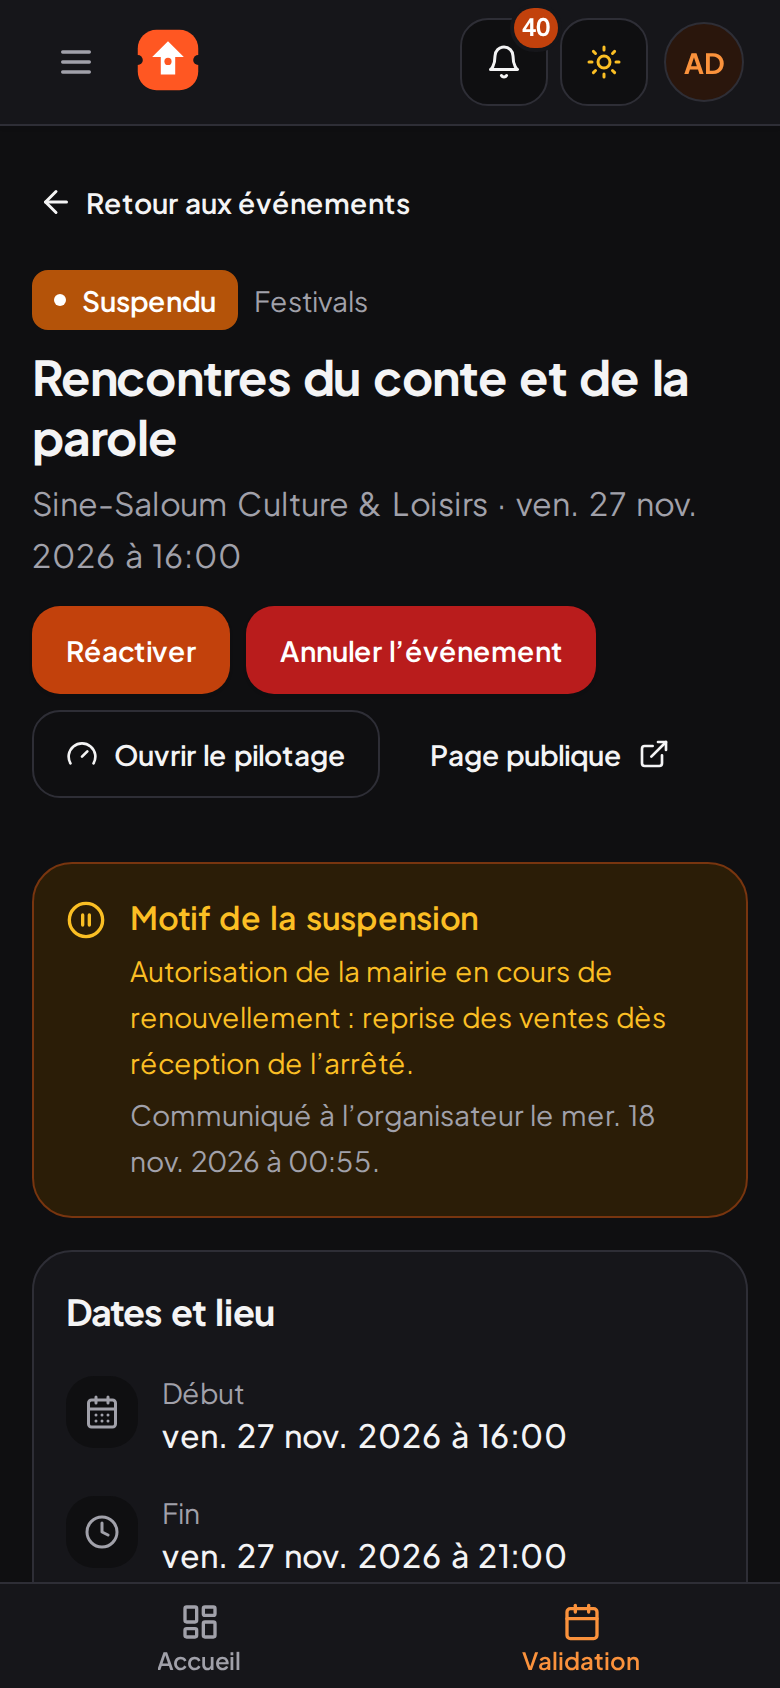 40
AD
Retour aux événements
Suspendu
Festivals
Rencontres du conte et de la
parole
Sine-Saloum Culture & Loisirs · ven. 27 nov.
2026 à 16:00
Réactiver
Annuler l’événement
Ouvrir le pilotage
Page publique
Motif de la suspension
Autorisation de la mairie en cours de
renouvellement : reprise des ventes dès
réception de l’arrêté.
Communiqué à l’organisateur le mer. 18
nov. 2026 à 00:55.
Dates et lieu
Début
ven. 27 nov. 2026 à 16:00
Fin
ven. 27 nov. 2026 à 21:00
Accueil
Validation